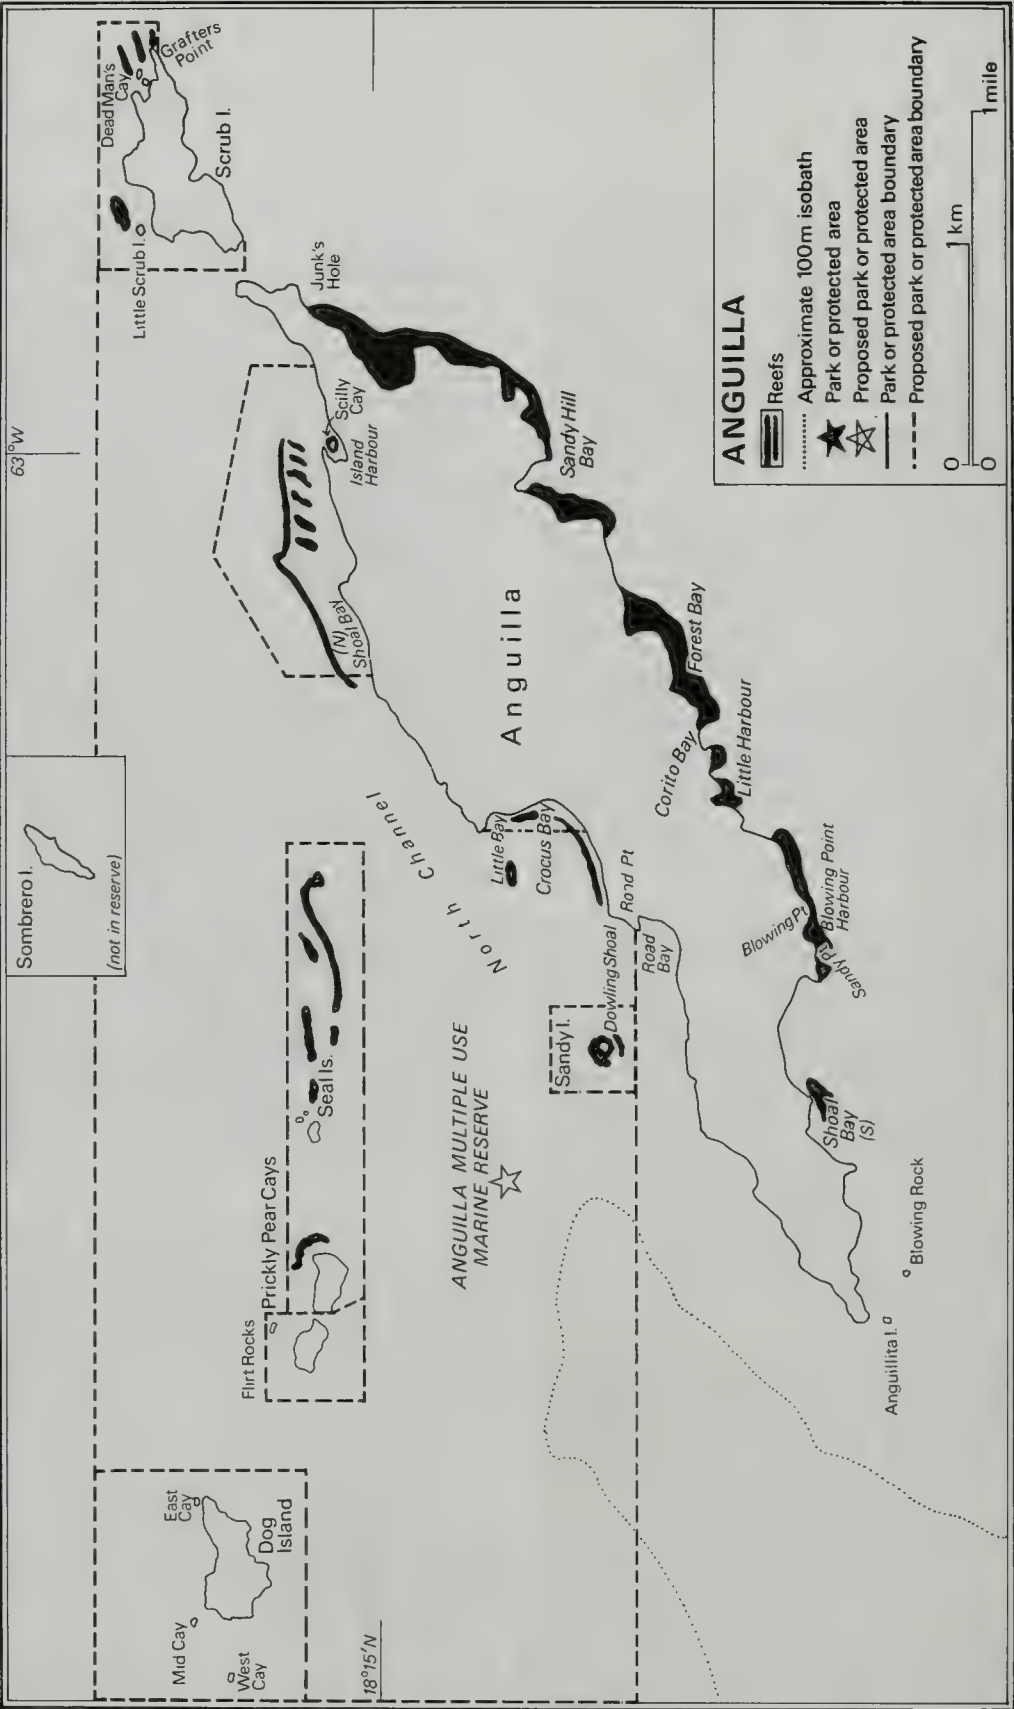 63°W
18°15'N
Sombrero I.
(not in reserve)
Mid Cay
West
Cay
East
Cay
Dog
Island
Flirt Rocks
Prickly Pear Cays
Seal Is.
Little Scrub I.
Dead Man's
Cay
Grafters
Point
Scrub I.
Junk's
Hole
Scilly
Cay
Island
Harbour
(N)
Shoal Bay
North Channel
ANGUILLA MULTIPLE USE
MARINE RESERVE
Sandy I.
Dowling Shoal
Little Bay
Crocus Bay
Road Pt
Road
Bay
Anguilla
Sandy Hill
Bay
Forest Bay
Corito Bay
Little Harbour
Blowing Pt
Blowing Point
Harbour
Sandy Pt
Shoal
Bay
(S)
Blowing Rock
Anguillita I.
ANGUILLA
Reefs
Approximate 100m isobath
Park or protected area
Proposed park or protected area
Park or protected area boundary
Proposed park or protected area boundary
0 1 km
0 1 mile